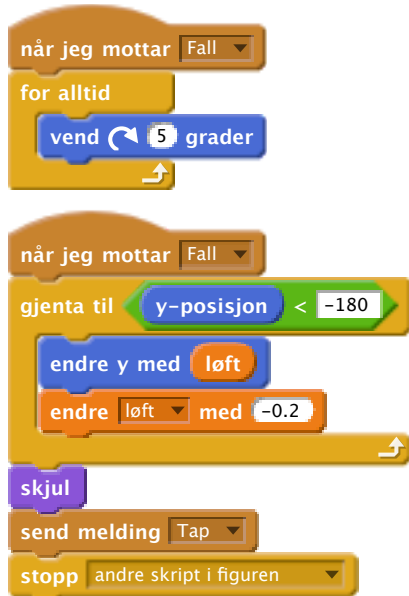 når jeg mottar Fall
for alltid
vend 5 grader
når jeg mottar Fall
gjenta til y-posisjon < -180
endre y med løft
endre løft med -0.2
skjul
send melding Tap
stopp andre skript i figuren